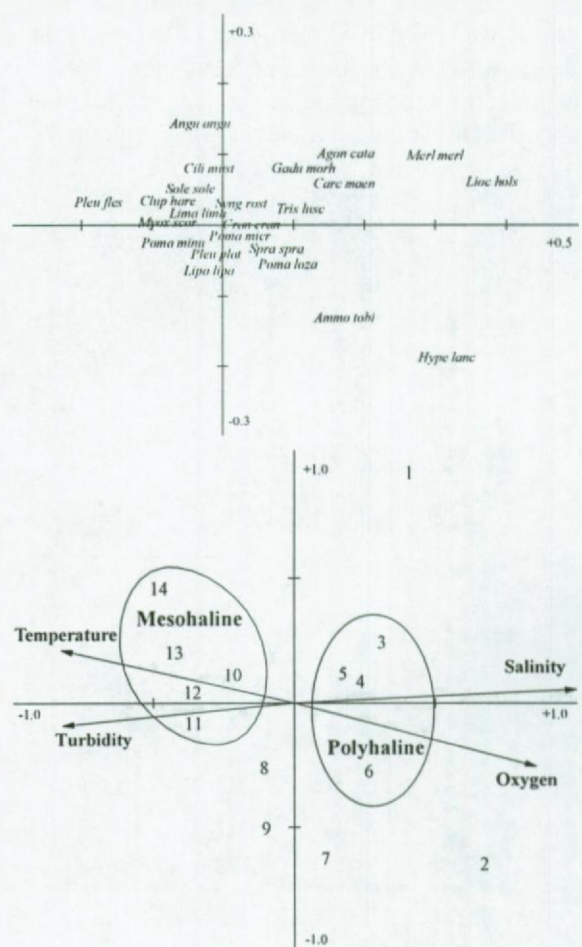 +0.3
Angu angu
Agon cata Merl merl
Cili must Gadu morh
Carc maen Lioc hols
Sole sole
Pleu fles Clup hare Syng rost Tris lusc
Lima lima
Myox scor Cran cran
Poma micr +0.5
Poma minu Spra spra
Pleu plat
Lipa lipa Poma loza
Ammo tobi
Hype lanc
-0.3
+1.0 1
14
Mesohaline
Temperature 3
13 5 Salinity
10 4
12
-1.0 11 +1.0
Turbidity Polyhaline
8 6 Oxygen
9
7 2
-1.0